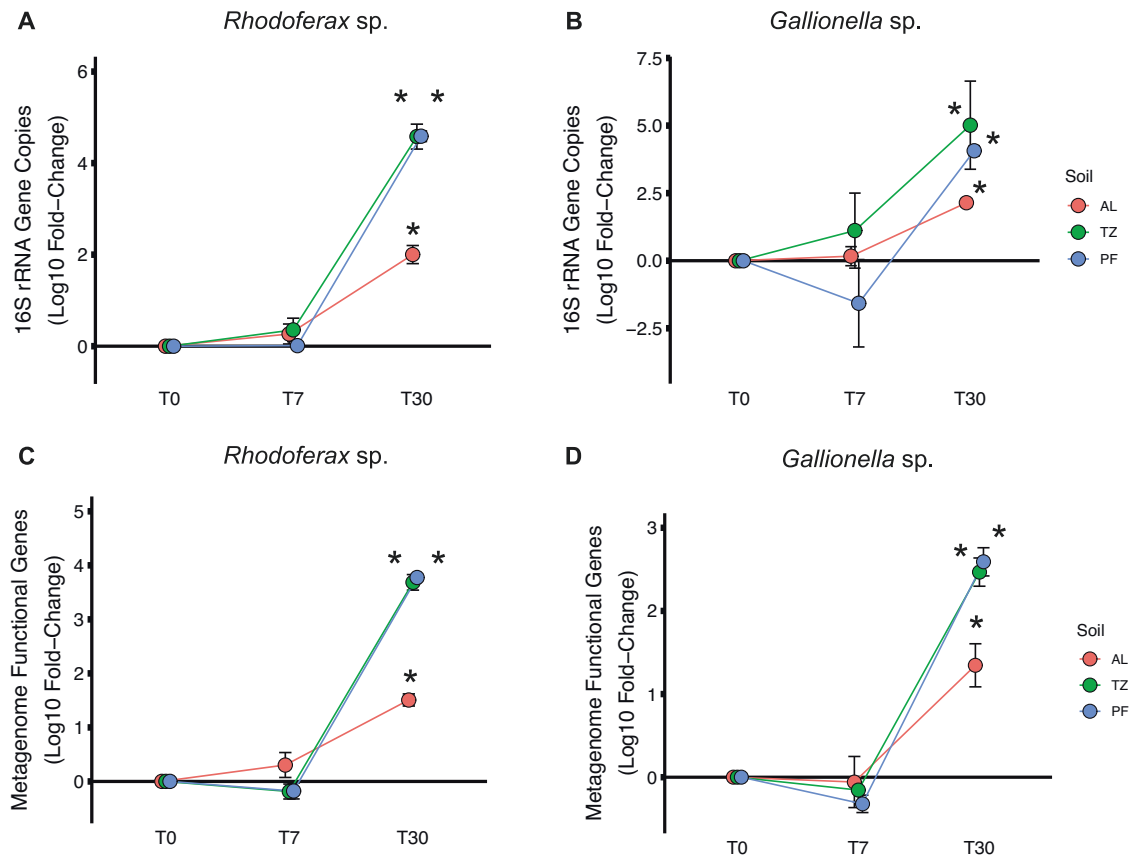 A
Rhodoferax sp.
16S rRNA Gene Copies
(Log10 Fold−Change)
6
4
2
0
T0
T7
T30
B
Gallionella sp.
16S rRNA Gene Copies
(Log10 Fold−Change)
7.5
5.0
2.5
0.0
−2.5
T0
T7
T30
* *
*
*
*
*
Soil
AL
TZ
PF
C
Rhodoferax sp.
Metagenome Functional Genes
(Log10 Fold−Change)
5
4
3
2
1
0
T0
T7
T30
* *
*
D
Gallionella sp.
Metagenome Functional Genes
(Log10 Fold−Change)
3
2
1
0
T0
T7
T30
*
*
*
Soil
AL
TZ
PF